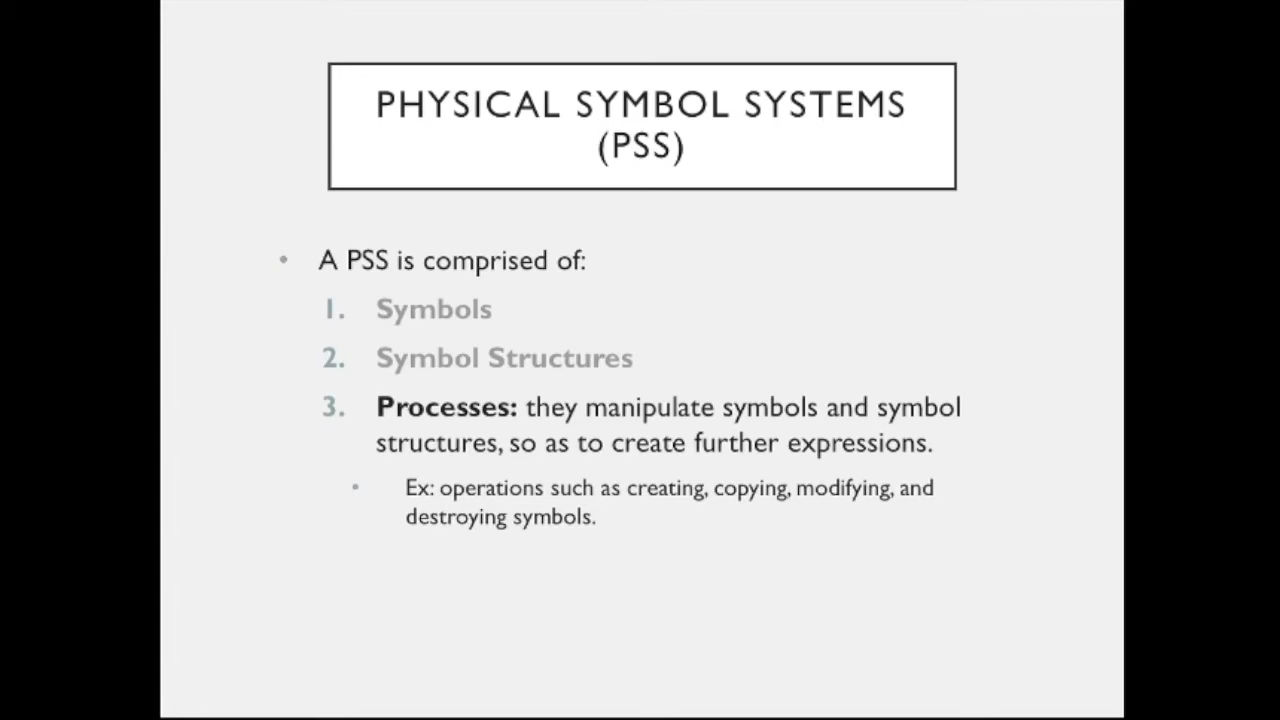 PHYSICAL SYMBOL SYSTEMS
(PSS)
• A PSS is comprised of:
1. Symbols
2. Symbol Structures
3. Processes: they manipulate symbols and symbol
structures, so as to create further expressions.
• Ex: operations such as creating, copying, modifying, and
destroying symbols.